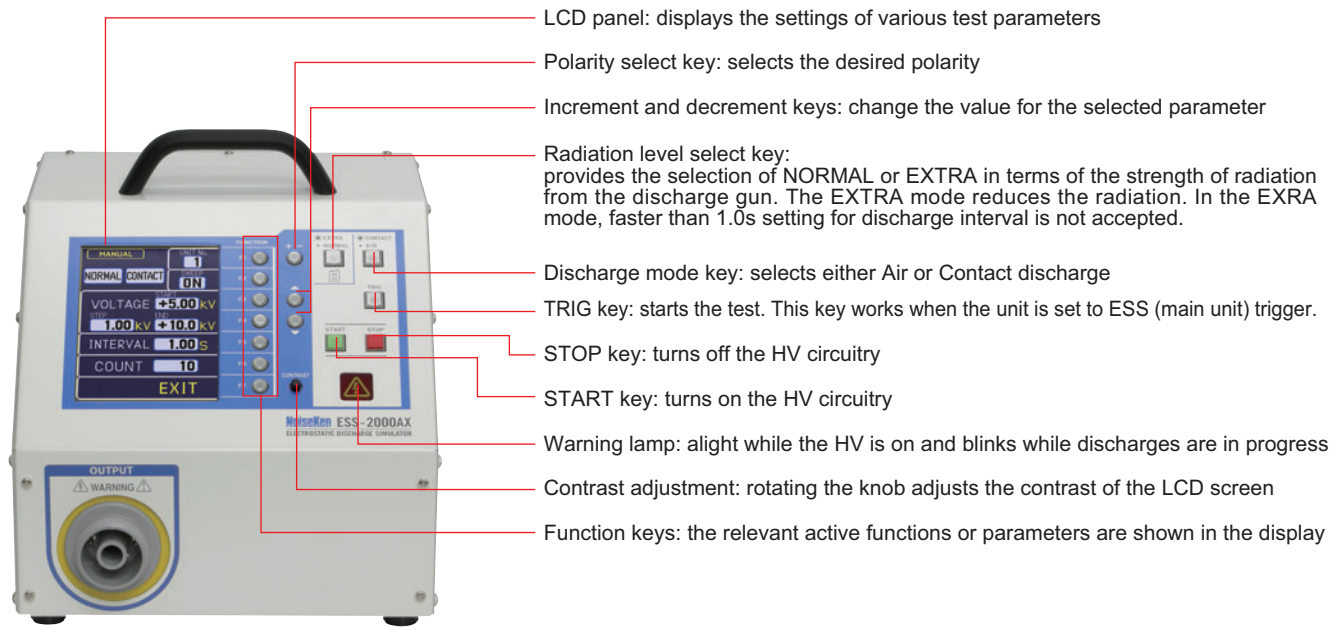 LCD panel: displays the settings of various test parameters
Polarity select key: selects the desired polarity
Increment and decrement keys: change the value for the selected parameter
Radiation level select key:
provides the selection of NORMAL or EXTRA in terms of the strength of radiation
from the discharge gun. The EXTRA mode reduces the radiation. In the EXRA
mode, faster than 1.0s setting for discharge interval is not accepted.
Discharge mode key: selects either Air or Contact discharge
TRIG key: starts the test. This key works when the unit is set to ESS (main unit) trigger.
STOP key: turns off the HV circuitry
START key: turns on the HV circuitry
Warning lamp: alight while the HV is on and blinks while discharges are in progress
Contrast adjustment: rotating the knob adjusts the contrast of the LCD screen
Function keys: the relevant active functions or parameters are shown in the display
MANUAL
UNIT No.
1
NORMAL CONTACT
SWEEP
ON
START
VOLTAGE +5.00 kV
STEP END
1.00 kV +10.0 kV
INTERVAL 1.00 S
COUNT 10
EXIT
FUNCTION
+ −
EXTRA
NORMAL
CONTACT
AIR
TRIG
START STOP
CONTRAST
NoiseKen ESS-2000AX
ELECTROSTATIC DISCHARGE SIMULATOR
OUTPUT
WARNING